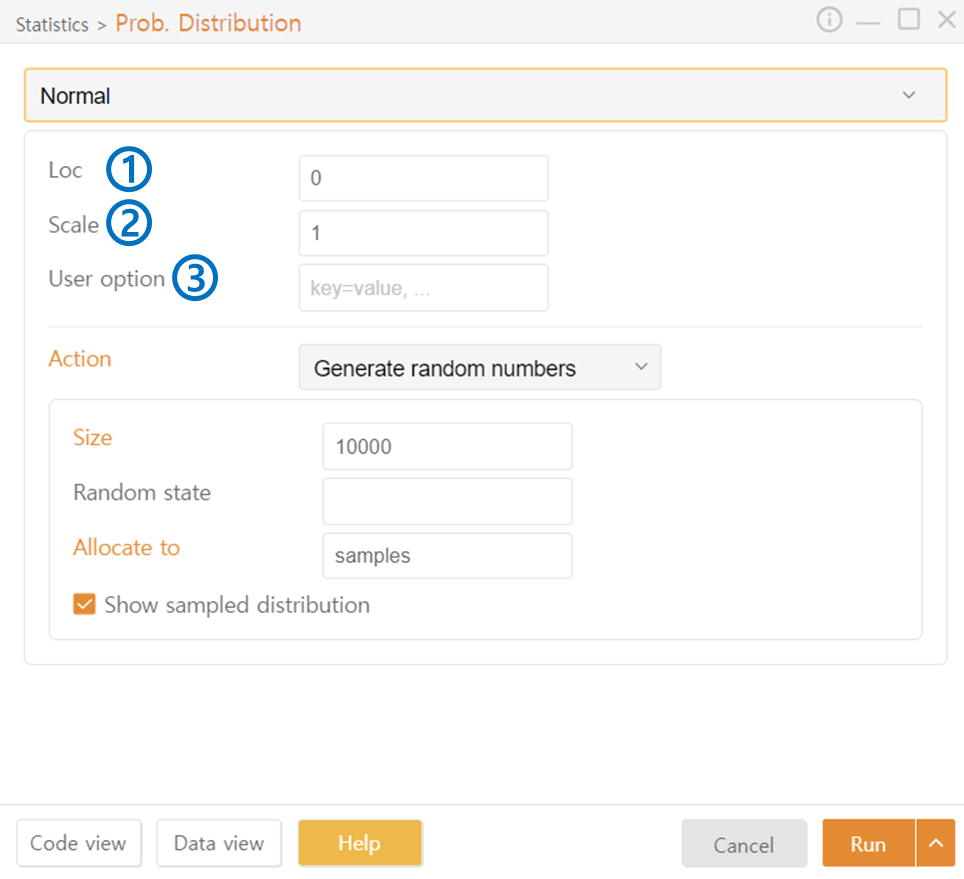 Statistics > Prob. Distribution
Normal
Loc ① 0
Scale ② 1
User option ③ key=value, ...
Action Generate random numbers
Size 10000
Random state
Allocate to samples
Show sampled distribution
Code view Data view Help Cancel Run